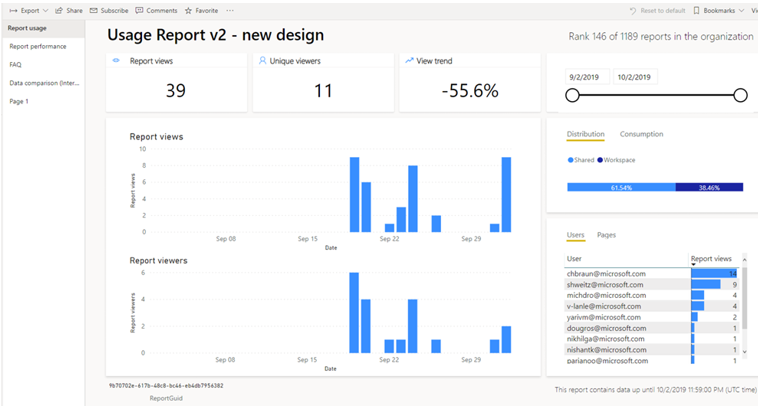 Export Share Subscribe Comments Favorite ... Reset to default Bookmarks
Report usage
Report performance
FAQ
Data comparison (Inter...
Page 1
Usage Report v2 - new design
Rank 146 of 1189 reports in the organization
Report views
39
Unique viewers
11
View trend
-55.6%
9/2/2019 10/2/2019
Report views
Report views
10
8
6
4
2
0
Sep 08 Sep 15 Sep 22 Sep 29
Date
Report viewers
Report viewers
6
4
2
0
Sep 08 Sep 15 Sep 22 Sep 29
Date
Distribution Consumption
Shared Workspace
61.54% 38.46%
Users Pages
User Report views
chbraun@microsoft.com 14
shweitz@microsoft.com 9
michdro@microsoft.com 4
v-lanle@microsoft.com 4
yarivm@microsoft.com 2
dougros@microsoft.com 1
nikhilga@microsoft.com 1
nishantk@microsoft.com 1
parianoo@microsoft.com 1
ReportGuid
This report contains data up until 10/2/2019 11:59:00 PM (UTC time)